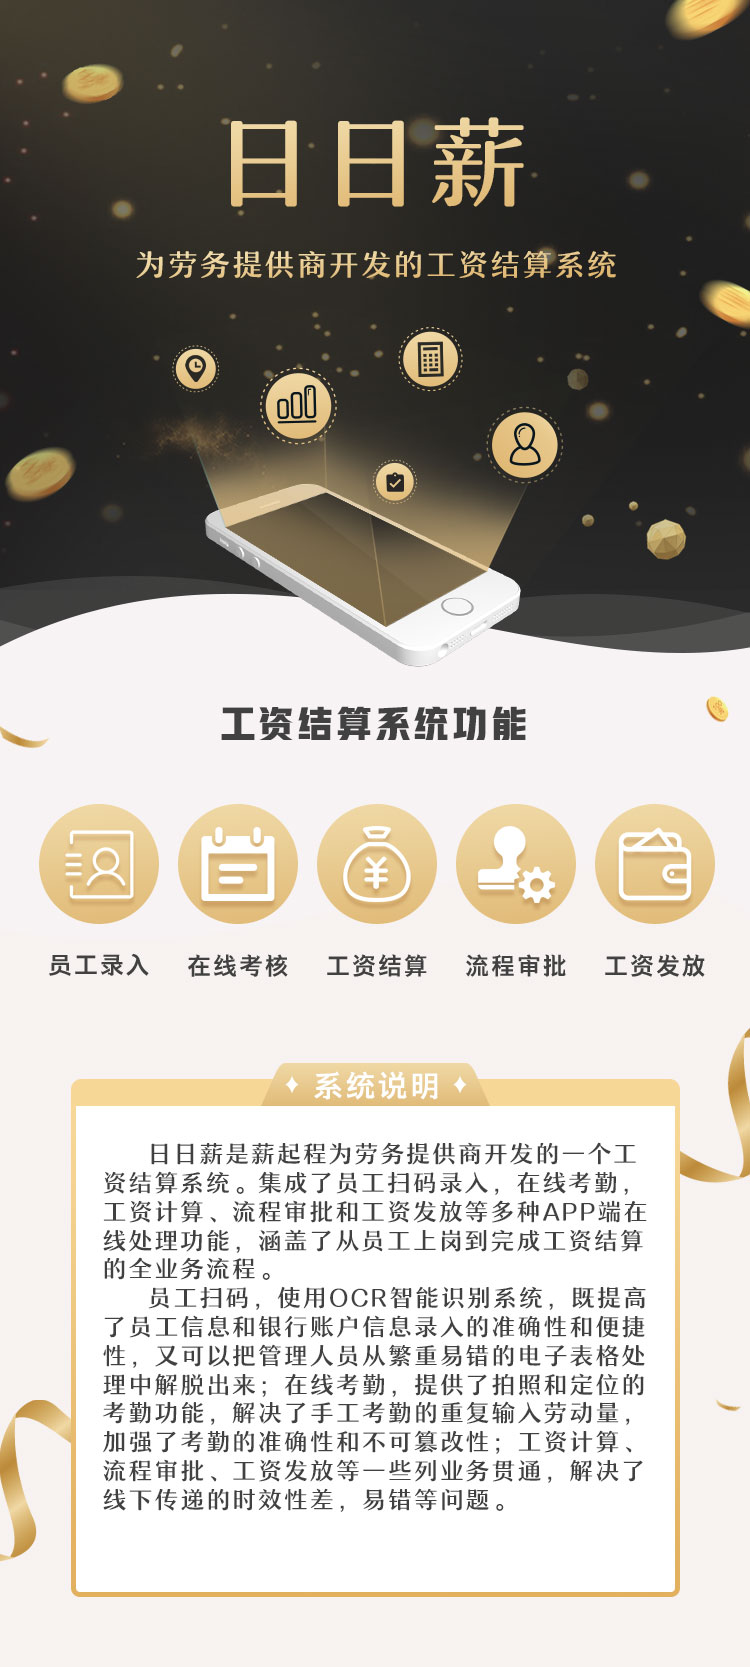 日日薪
为劳务提供商开发的工资结算系统
工资结算系统功能
¥
员工录入 在线考核 工资结算 流程审批 工资发放
系统说明
日日薪是薪起程为劳务提供商开发的一个工
资结算系统。集成了员工扫码录入，在线考勤，
工资计算、流程审批和工资发放等多种APP端在
线处理功能，涵盖了从员工上岗到完成工资结算
的全业务流程。
员工扫码，使用OCR智能识别系统，既提高
了员工信息和银行账户信息录入的准确性和便捷
性，又可以把管理人员从繁重易错的电子表格处
理中解脱出来；在线考勤，提供了拍照和定位的
考勤功能，解决了手工考勤的重复输入劳动量，
加强了考勤的准确性和不可篡改性；工资计算、
流程审批、工资发放等一些列业务贯通，解决了
线下传递的时效性差，易错等问题。